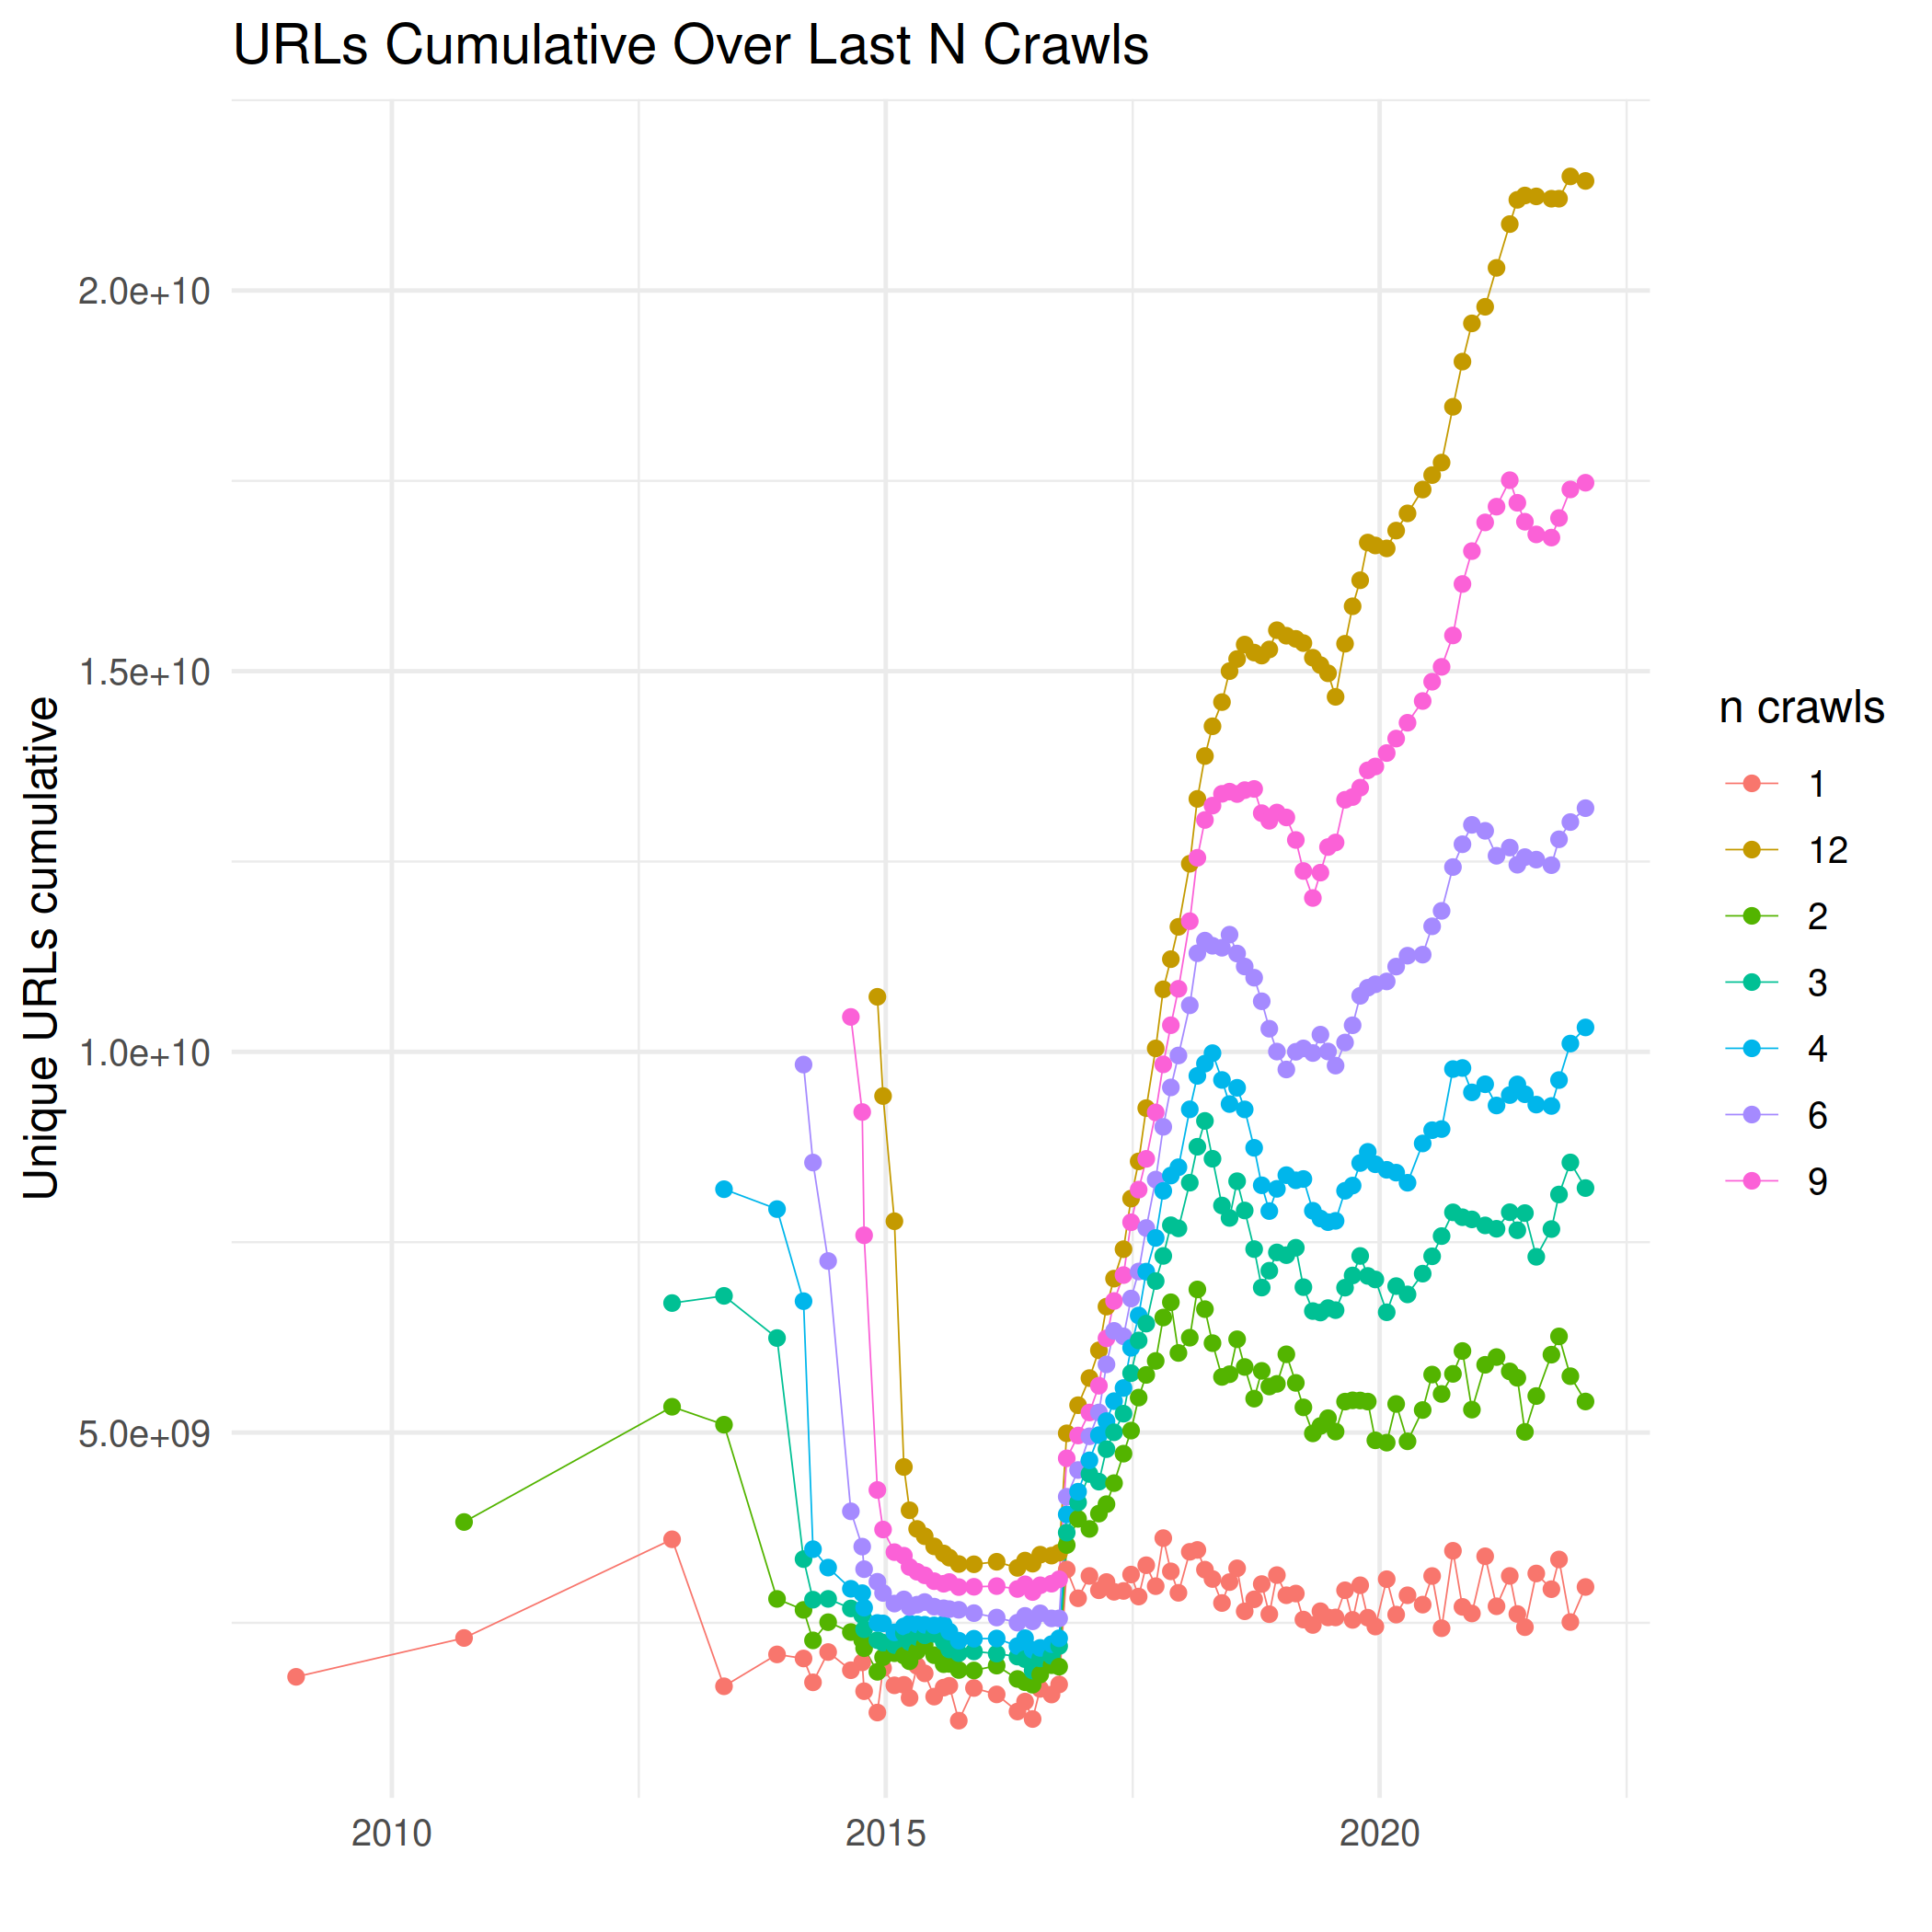 URLs Cumulative Over Last N Crawls
Unique URLs cumulative
2.0e+10
1.5e+10
1.0e+10
5.0e+09
2010
2015
2020
n crawls
1
12
2
3
4
6
9